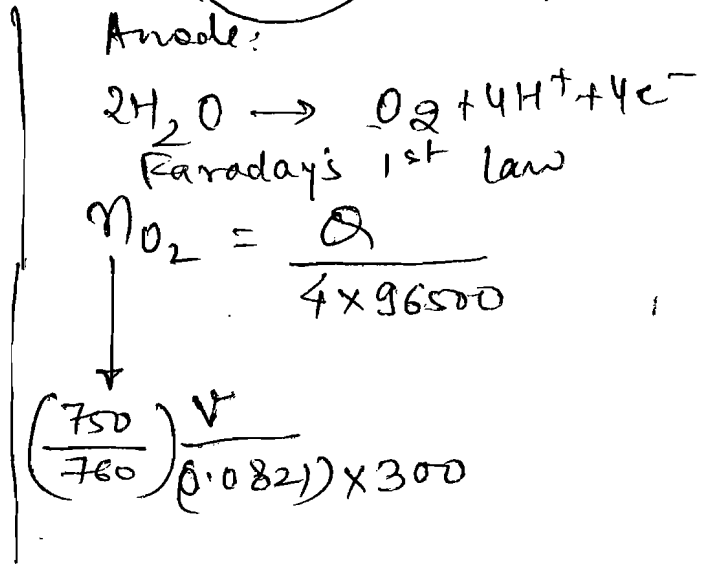 Anode:
2H₂O → O₂ + 4H⁺ + 4e⁻
Faraday's 1st law
nO₂ = Q / 4 × 96500
(750/760) V / (0.0821) × 300